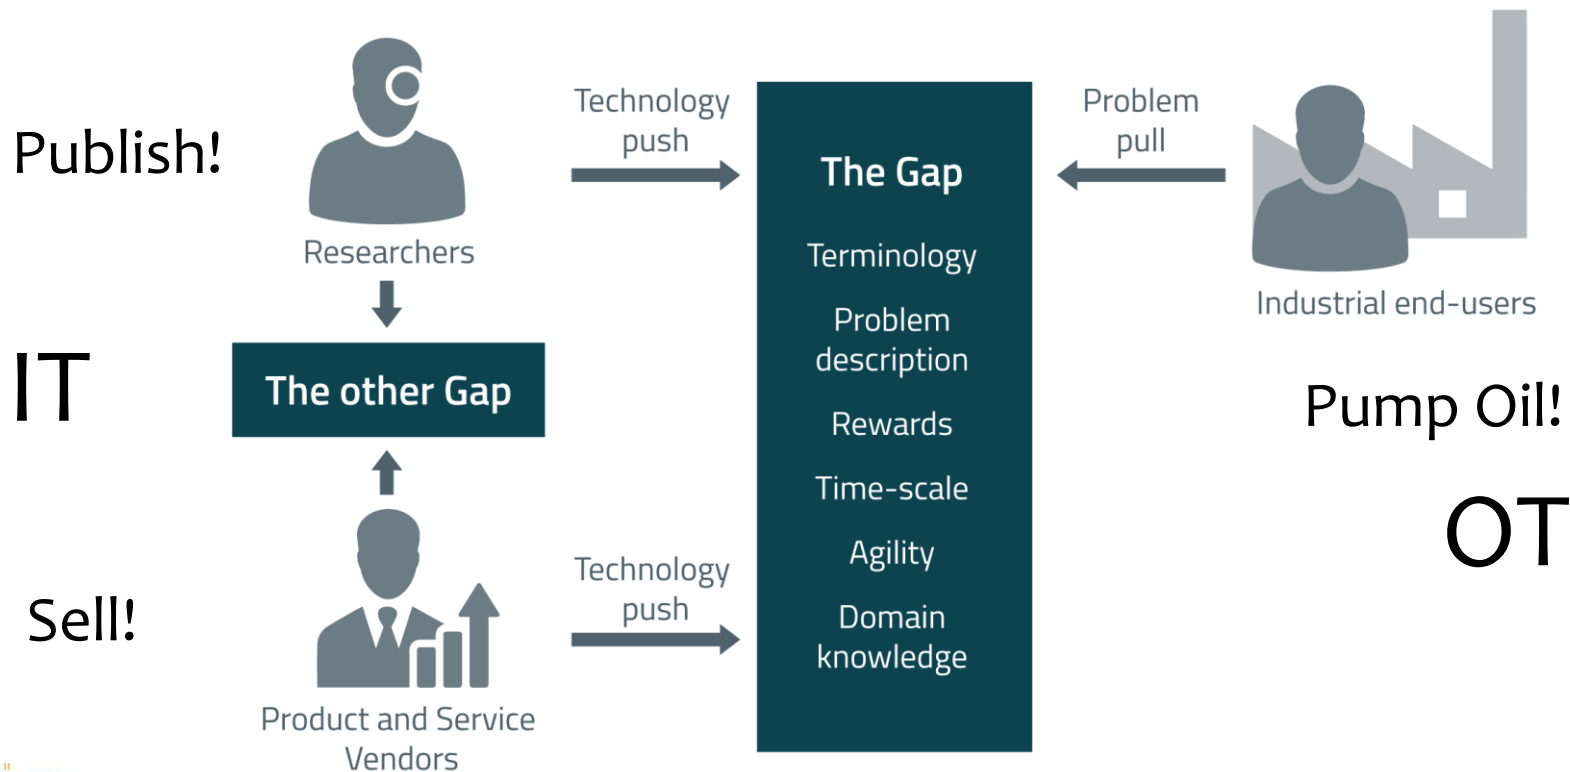 Publish!
Researchers
IT
The other Gap
Sell!
Product and Service
Vendors
Technology
push
Technology
push
The Gap
Terminology
Problem
description
Rewards
Time-scale
Agility
Domain
knowledge
Problem
pull
Industrial end-users
Pump Oil!
OT